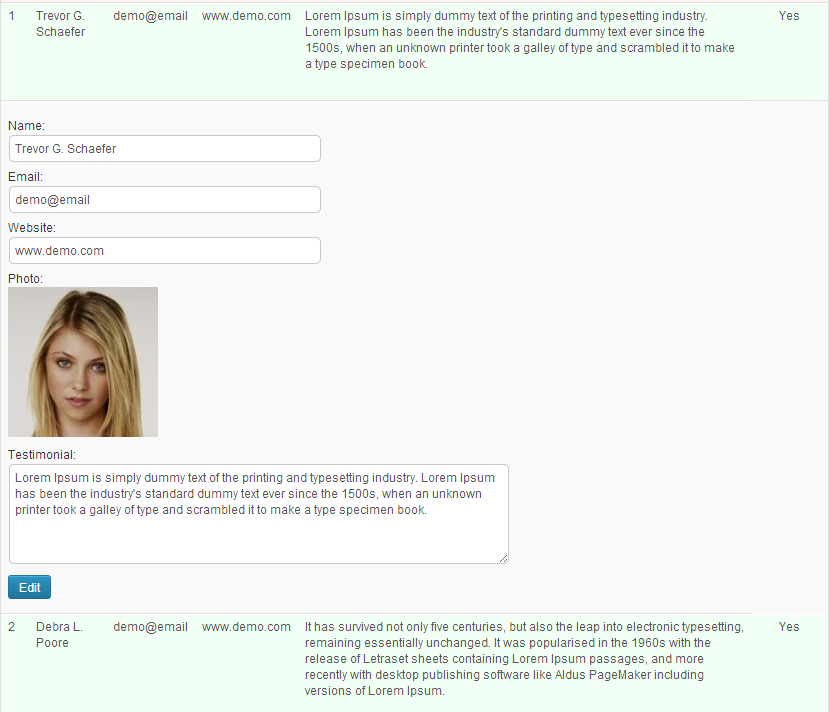 1 Trevor G. demo@email www.demo.com Lorem Ipsum is simply dummy text of the printing and typesetting industry. Yes
Schaefer Lorem Ipsum has been the industry's standard dummy text ever since the
1500s, when an unknown printer took a galley of type and scrambled it to make
a type specimen book.
Name:
Trevor G. Schaefer
Email:
demo@email
Website:
www.demo.com
Photo:
Testimonial:
Lorem Ipsum is simply dummy text of the printing and typesetting industry. Lorem Ipsum
has been the industry's standard dummy text ever since the 1500s, when an unknown
printer took a galley of type and scrambled it to make a type specimen book.
Edit
2 Debra L. demo@email www.demo.com It has survived not only five centuries, but also the leap into electronic typesetting, Yes
Poore remaining essentially unchanged. It was popularised in the 1960s with the
release of Letraset sheets containing Lorem Ipsum passages, and more
recently with desktop publishing software like Aldus PageMaker including
versions of Lorem Ipsum.